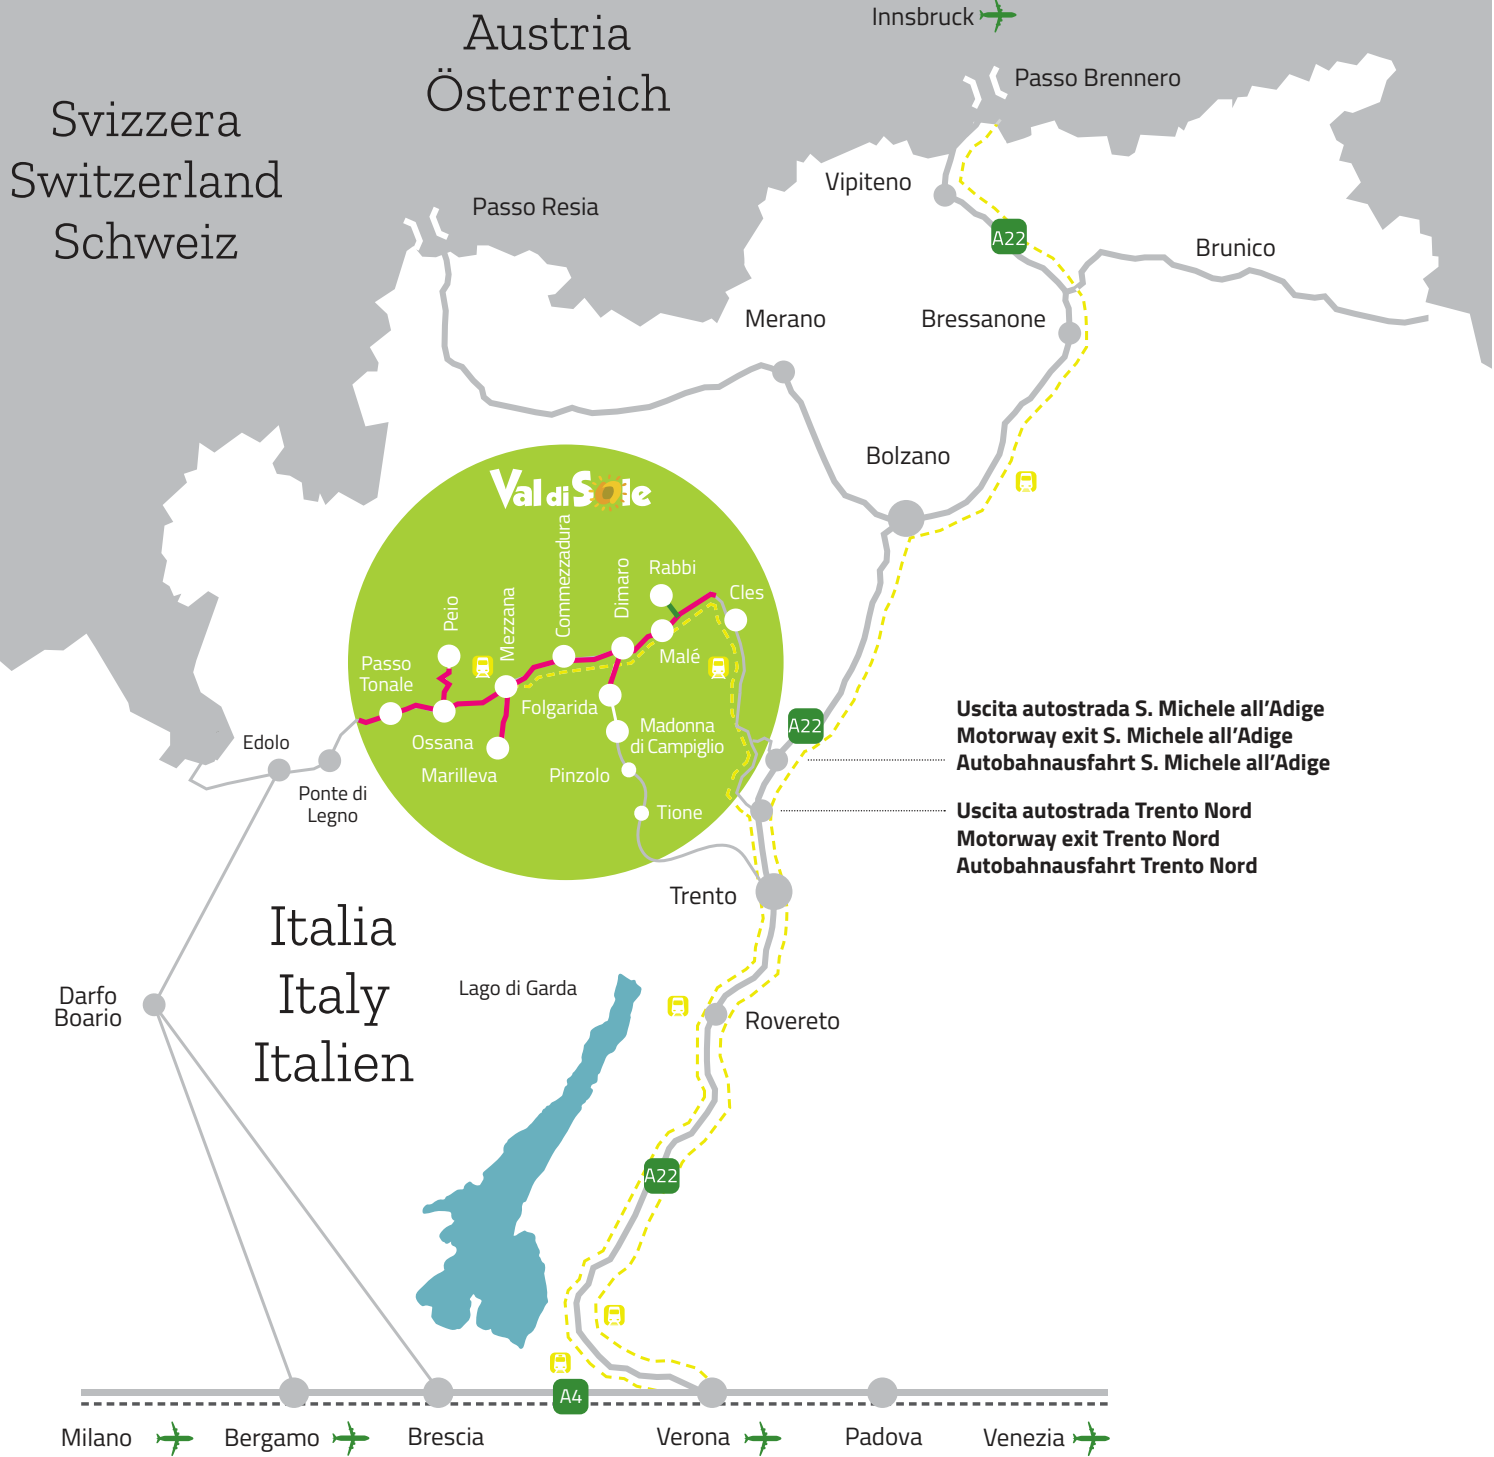 Innsbruck
Austria
Österreich
Passo Brennero
Svizzera
Switzerland
Schweiz
Vipiteno
Passo Resia
A22
Brunico
Merano
Bressanone
Bolzano
Val di Sole
Commezzadura
Dimaro
Rabbi
Mezzana
Peio
Cles
Passo
Tonale
Malé
Folgarida
Ossana
Madonna
di Campiglio
Marilleva
Pinzolo
Tione
Edolo
Ponte di
Legno
A22
Uscita autostrada S. Michele all’Adige
Motorway exit S. Michele all’Adige
Autobahnausfahrt S. Michele all’Adige
Uscita autostrada Trento Nord
Motorway exit Trento Nord
Autobahnausfahrt Trento Nord
Trento
Italia
Italy
Italien
Lago di Garda
Darfo
Boario
Rovereto
A22
A4
Milano
Bergamo
Brescia
Verona
Padova
Venezia